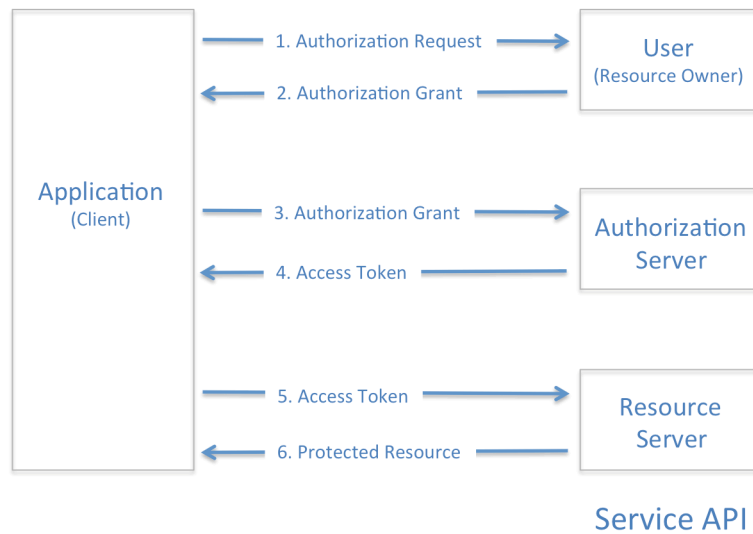 1. Authorization Request
User
(Resource Owner)
2. Authorization Grant
Application
(Client)
3. Authorization Grant
Authorization
Server
4. Access Token
5. Access Token
Resource
Server
6. Protected Resource
Service API